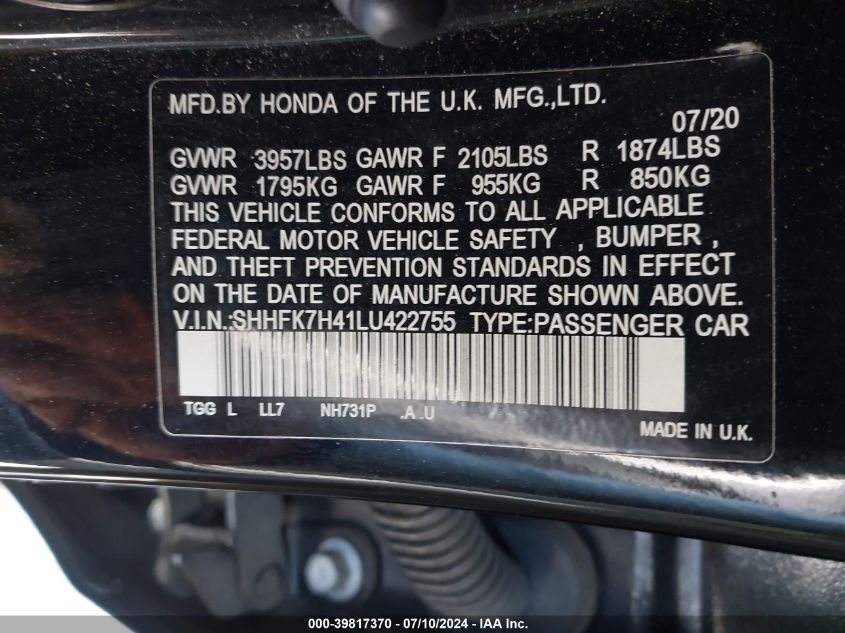 MFD.BY HONDA OF THE U.K. MFG.,LTD.
07/20
GVWR 3957LBS GAWR F 2105LBS R 1874LBS
GVWR 1795KG GAWR F 955KG R 850KG
THIS VEHICLE CONFORMS TO ALL APPLICABLE
FEDERAL MOTOR VEHICLE SAFETY , BUMPER ,
AND THEFT PREVENTION STANDARDS IN EFFECT
ON THE DATE OF MANUFACTURE SHOWN ABOVE.
V.I.N.:SHHFK7H41LU422755 TYPE:PASSENGER CAR
TGG L LL7 NH731P .A .U
MADE IN U.K.
000-39817370 - 07/10/2024 - IAA Inc.